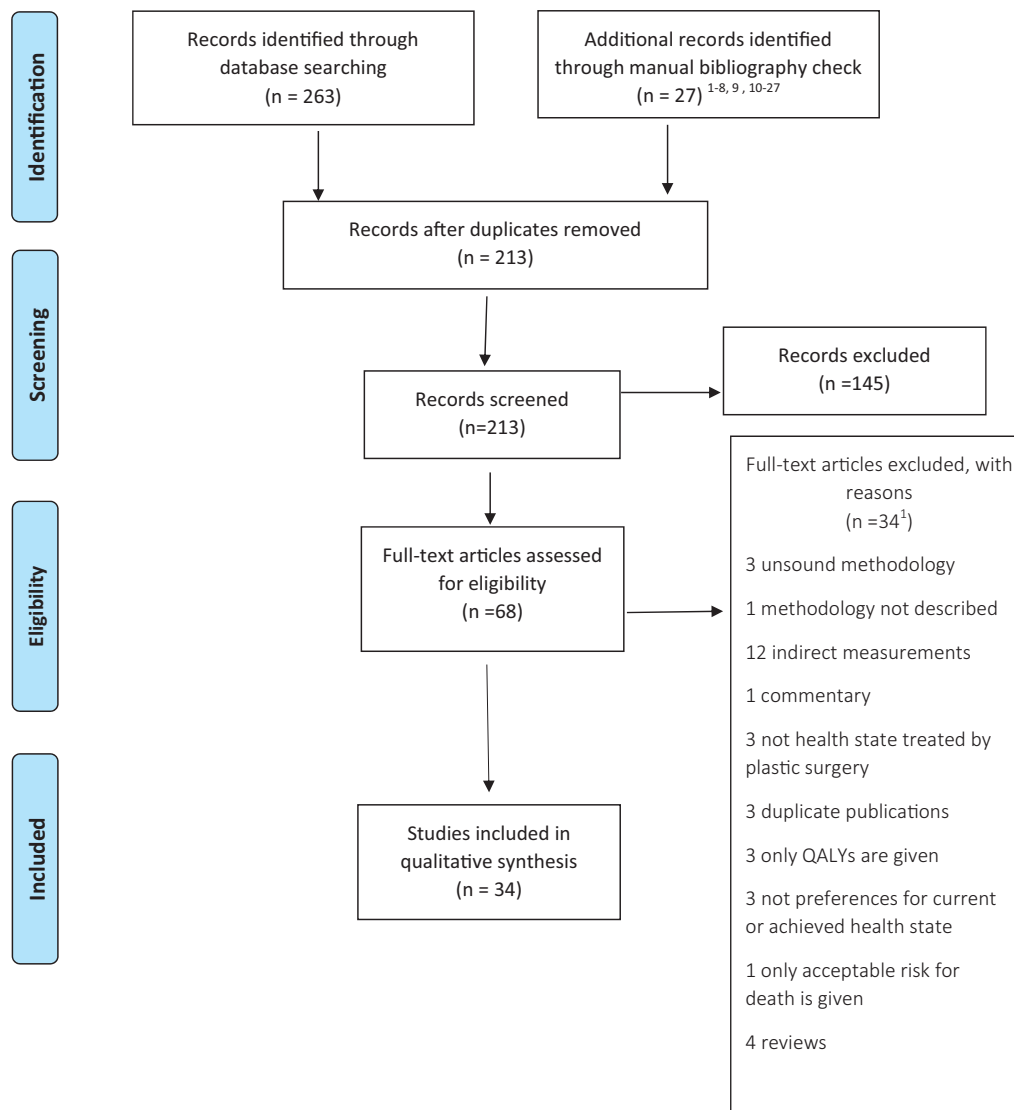 Identification
Records identified through
database searching
(n = 263)
Additional records identified
through manual bibliography check
(n = 27) 1-8, 9 , 10-27
Records after duplicates removed
(n = 213)
Screening
Records screened
(n=213)
Records excluded
(n =145)
Eligibility
Full-text articles assessed
for eligibility
(n =68)
Full-text articles excluded, with
reasons
(n =341)
3 unsound methodology
1 methodology not described
12 indirect measurements
1 commentary
3 not health state treated by
plastic surgery
3 duplicate publications
3 only QALYs are given
3 not preferences for current
or achieved health state
1 only acceptable risk for
death is given
4 reviews
Included
Studies included in
qualitative synthesis
(n = 34)